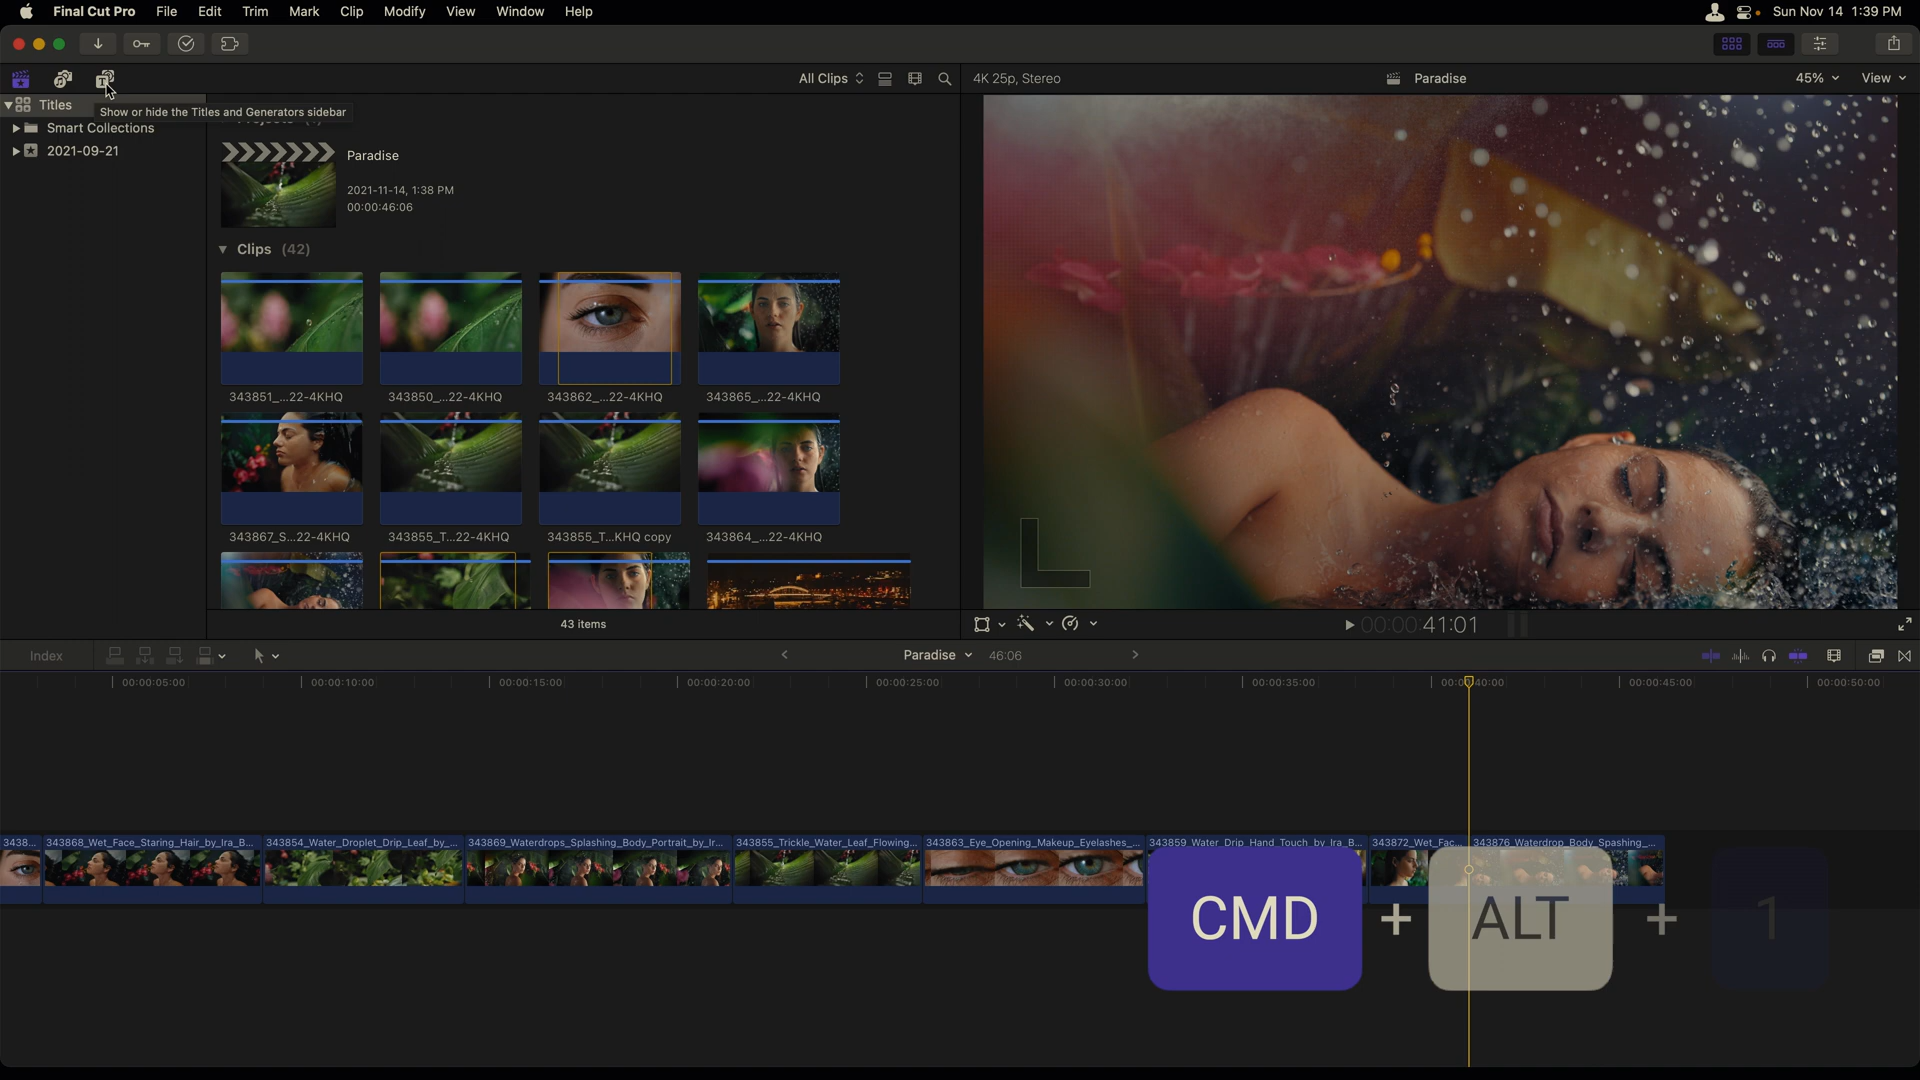 Final Cut Pro File Edit Trim Mark Clip Modify View Window Help Sun Nov 14 1:39 PM
All Clips 4K 25p, Stereo Paradise 45% View
Titles
Show or hide the Titles and Generators sidebar
Smart Collections
2021-09-21
Paradise
2021-11-14, 1:38 PM
00:00:46:06
Clips (42)
343851_...22-4KHQ 343850_...22-4KHQ 343862_...22-4KHQ 343865_...22-4KHQ
343867_S...22-4KHQ 343855_T...22-4KHQ 343855_T...KHQ copy 343864_...22-4KHQ
43 items
00:00:41:01
Index Paradise 46:06
00:00:05:00 00:00:10:00 00:00:15:00 00:00:20:00 00:00:25:00 00:00:30:00 00:00:35:00 00:00:40:00 00:00:45:00 00:00:50:00
3438... 343868_Wet_Face_Staring_Hair_by_Ira_B... 343854_Water_Droplet_Drip_Leaf_by_... 343869_Waterdrops_Splashing_Body_Portrait_by_Ir... 343855_Trickle_Water_Leaf_Flowing... 343863_Eye_Opening_Makeup_Eyelashes_... 343859_Water_Drip_Hand_Touch_by_Ira_B... 343872_Wet_Fac... 343876_Waterdrop_Body_Spashing_...
CMD + ALT + 1